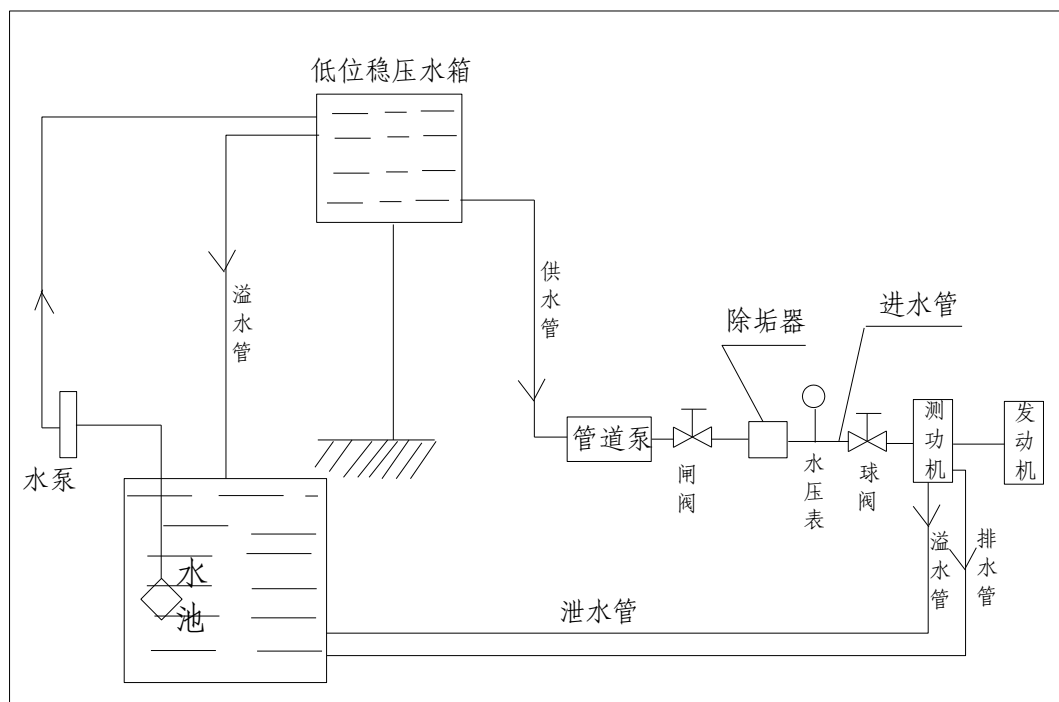 低位稳压水箱
溢水管
供水管
除垢器
进水管
水泵
管道泵
闸阀
水压表
球阀
测功机
发动机
水池
溢水管
排水管
泄水管